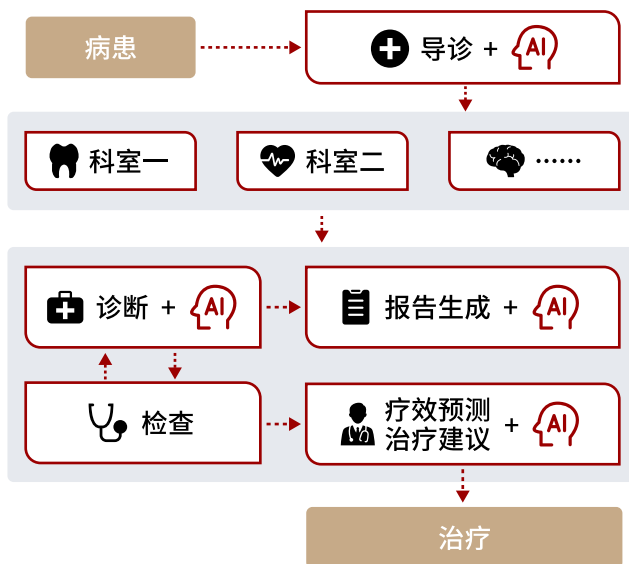 病患
导诊 + AI
科室一
科室二
……
诊断 + AI
报告生成 + AI
检查
疗效预测
治疗建议 + AI
治疗